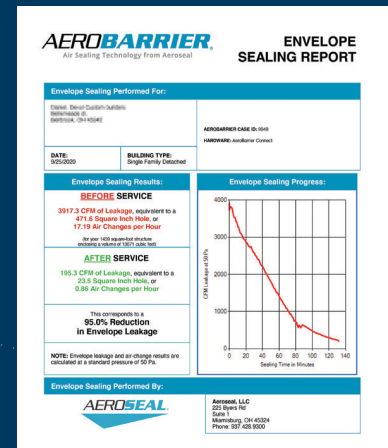 AEROBARRIER.
Air Sealing Technology from Aeroseal
ENVELOPE
SEALING REPORT
Envelope Sealing Performed For:
AEROBARRIER CASE ID: 9849
HARDWARE: AeroBarrier Connect
DATE:
9/25/2020
BUILDING TYPE:
Single Family Detached
Envelope Sealing Results:
BEFORE SERVICE
3917.3 CFM of Leakage, equivalent to a
471.6 Square
Inch Hole, or
17.19 Air Changes per Hour
(for your 1439 square-foot structure
enclosing a volume of 13671 cubic feet)
AFTER SERVICE
195.3 CFM of Leakage, equivalent to a
23.5 Square Inch Hole, or
0.86 Air Changes per Hour
This corresponds to a
95.0% Reduction
in Envelope Leakage
NOTE: Envelope leakage and air-change results are
calculated at a standard pressure of 50 Pa.
Envelope Sealing Progress:
CFM Leakage at 50 Pa
4000
3000
2000
1000
0
0 20 40 60 80 100 120 140
Sealing Time in Minutes
Envelope Sealing Performed By:
AEROSEAL
Aeroseal, LLC
225 Byers Rd
Suite 1
Miamisburg, OH 45324
Phone: 937.428.9300